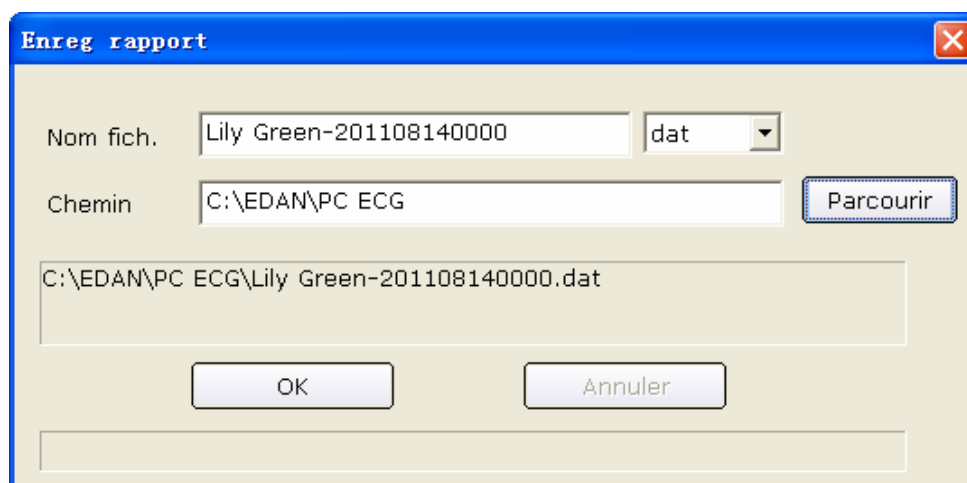 Enreg rapport
Nom fich. Lily Green-201108140000 dat
Chemin C:\EDAN\PC ECG Parcourir
C:\EDAN\PC ECG\Lily Green-201108140000.dat
OK Annuler